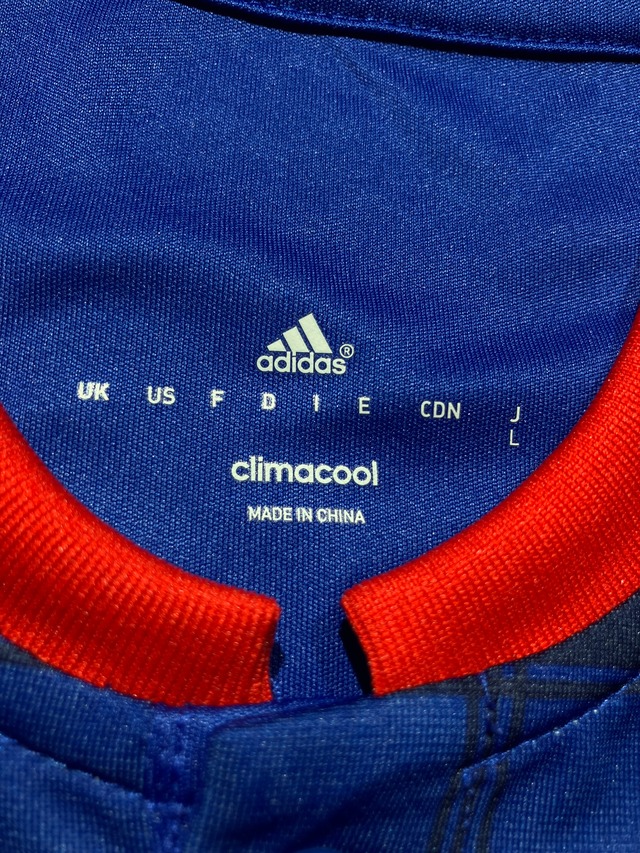 adidas®
UK US F D I E CDN J
L
climacool
MADE IN CHINA